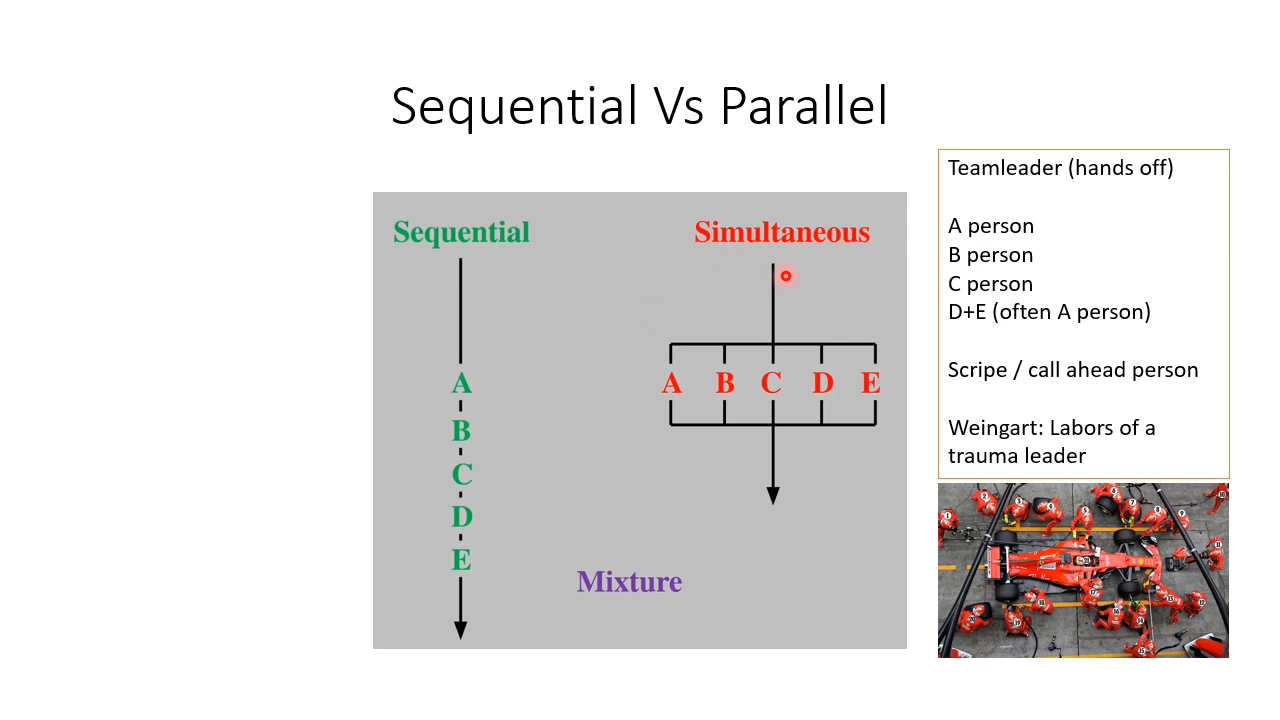 Sequential Vs Parallel
Sequential
A
B
C
D
E
Simultaneous
A B C D E
Mixture
Teamleader (hands off)
A person
B person
C person
D+E (often A person)
Scripe / call ahead person
Weingart: Labors of a
trauma leader